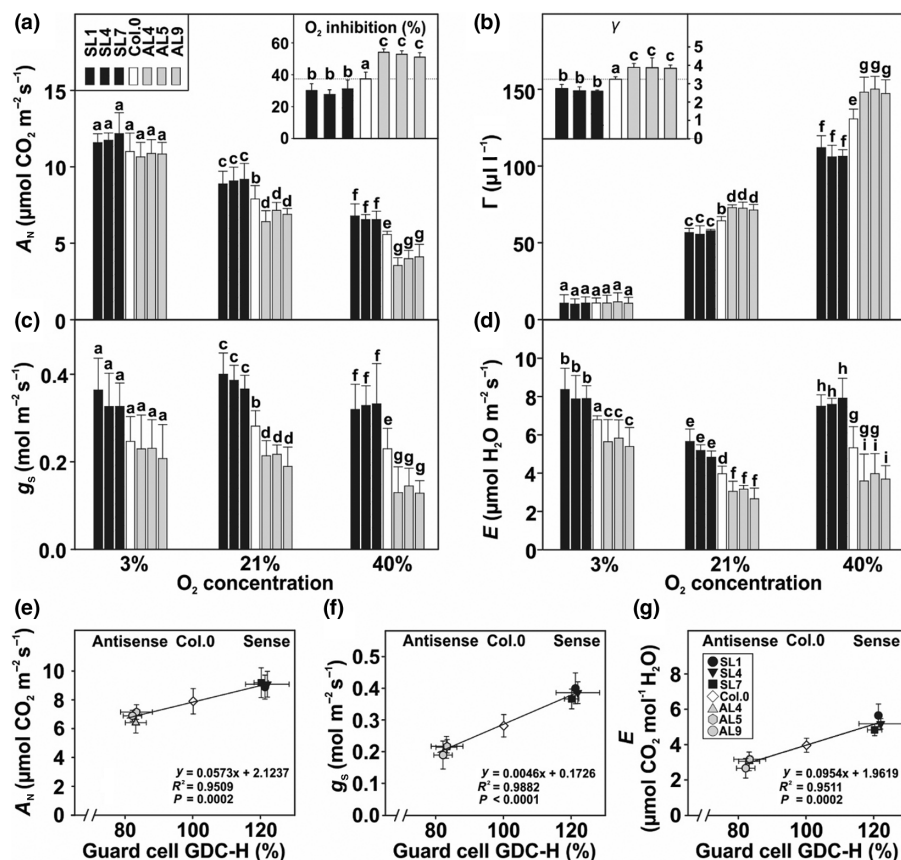 (a)
SL1
SL4
SL7
Col.0
AL4
AL5
AL9
O2 inhibition (%)
60
40
20
0
b b b a c c c
15
10
5
0
AN (µmol CO2 m−2 s−1)
a a a a a a a
c c c b d d d
f f f e g g g
(b)
γ
5
4
3
2
1
0
b b b a c c c
150
100
50
0
Γ (µl l−1)
a a a a a a a
c c c b d d d
f f f e g g g
(c)
0.4
0.2
0.0
gs (mol m−2 s−1)
a a a a a a a
c c c b d d d
f f f e g g g
3% 21% 40%
O2 concentration
(d)
10
8
6
4
2
0
E (µmol H2O m−2 s−1)
b b b a c c c
e e e d f f f
h h h g g g i i i
3% 21% 40%
O2 concentration
(e)
Antisense Col.0 Sense
10
8
6
4
2
0
AN (µmol CO2 m−2 s−1)
y = 0.0573x + 2.1237
R2 = 0.9509
P = 0.0002
80 100 120
Guard cell GDC-H (%)
(f)
Antisense Col.0 Sense
0.5
0.4
0.3
0.2
0.1
0.0
gs (mol m−2 s−1)
y = 0.0046x + 0.1726
R2 = 0.9882
P < 0.0001
80 100 120
Guard cell GDC-H (%)
(g)
Antisense Col.0 Sense
SL1
SL4
SL7
Col.0
AL4
AL5
AL9
8
6
4
2
0
E
(µmol CO2 mol−1 H2O)
y = 0.0954x + 1.9619
R2 = 0.9511
P = 0.0002
80 100 120
Guard cell GDC-H (%)